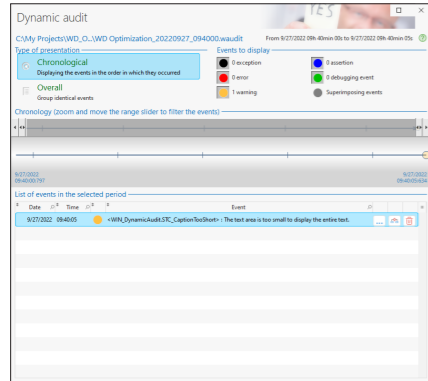 Dynamic audit
C:\My Projects\WD_O...\WD Optimization_20220927_094000.waudit
From 9/27/2022 09h 40min 00s to 9/27/2022 09h 40min 05s
Type of presentation
Events to display
Chronological
Displaying the events in the order in which they occurred
Overall
Group identical events
0 exception
0 assertion
0 error
0 debugging event
1 warning
Superimposing events
Chronology (zoom and move the range slider to filter the events)
9/27/2022
09:40:00:797
9/27/2022
09:40:05:624
List of events in the selected period
Date Time Event
9/27/2022 09:40:05 <WIN_DynamicAudit.STC_CaptionTooShort> : The text area is too small to display the entire text. ...